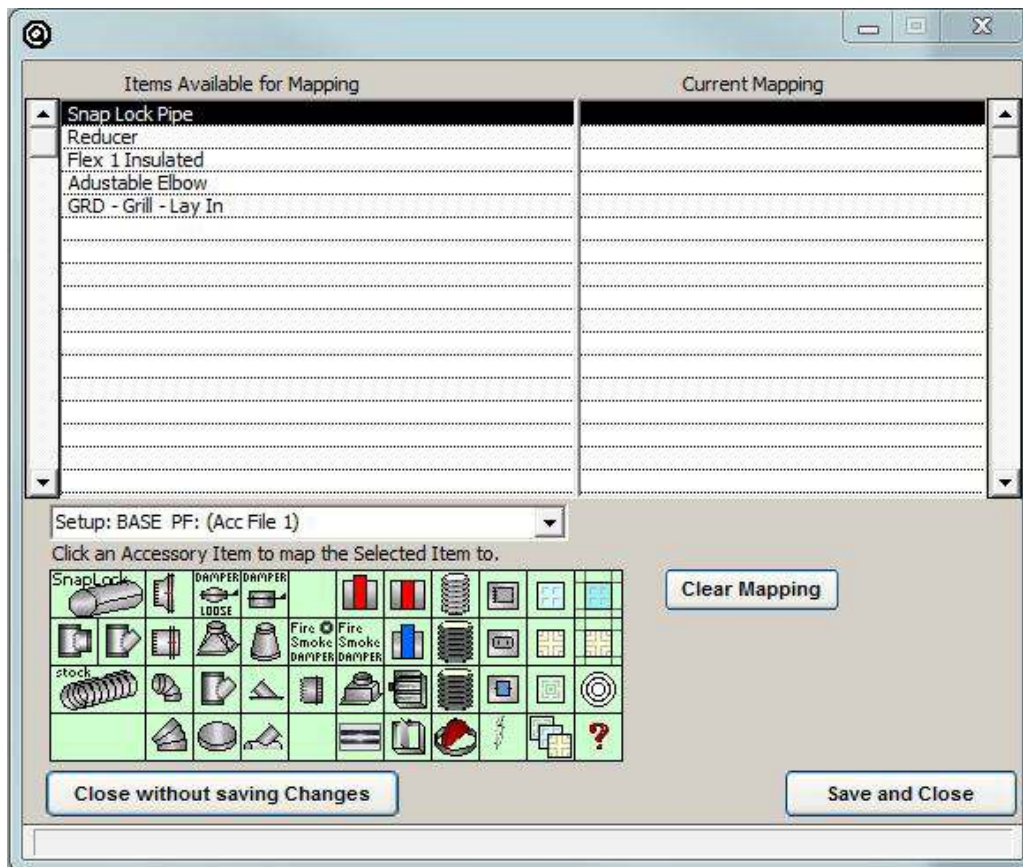 Items Available for Mapping
Current Mapping
Snap Lock Pipe
Reducer
Flex 1 Insulated
Adustable Elbow
GRD - Grill - Lay In
Setup: BASE PF: (Acc File 1)
Click an Accessory Item to map the Selected Item to.
SnapLock
DAMPER
LOOSE
DAMPER
Clear Mapping
Fire
Smoke
DAMPER
Fire
Smoke
DAMPER
stock
?
Close without saving Changes
Save and Close